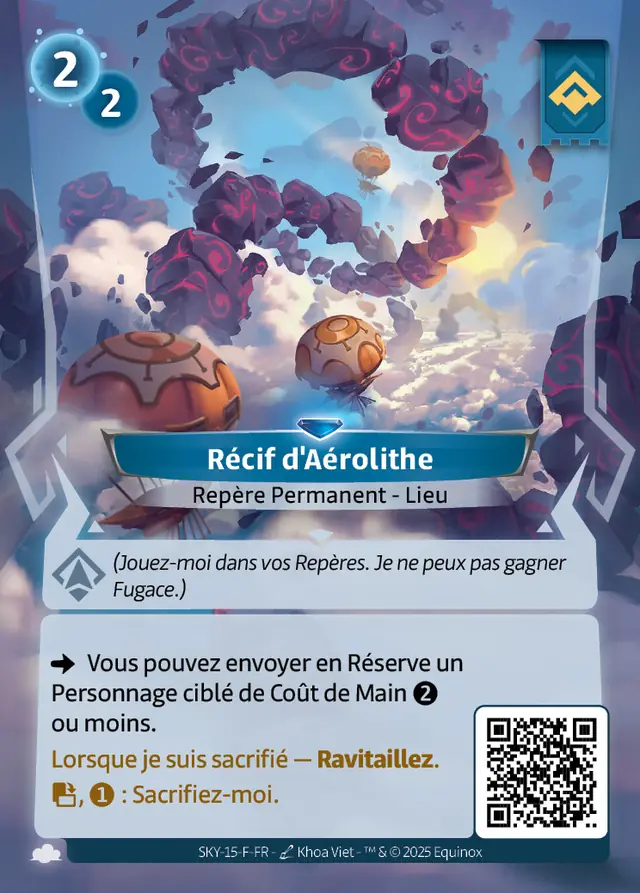 2
2
Récif d'Aérolithe
Repère Permanent - Lieu
(Jouez-moi dans vos Repères. Je ne peux pas gagner
Fugace.)
Vous pouvez envoyer en Réserve un
Personnage ciblé de Coût de Main 2
ou moins.
Lorsque je suis sacrifié — Ravitaillez.
, 1 : Sacrifiez-moi.
SKY-15-F-FR - Khoa Viet - ™ & © 2025 Equinox